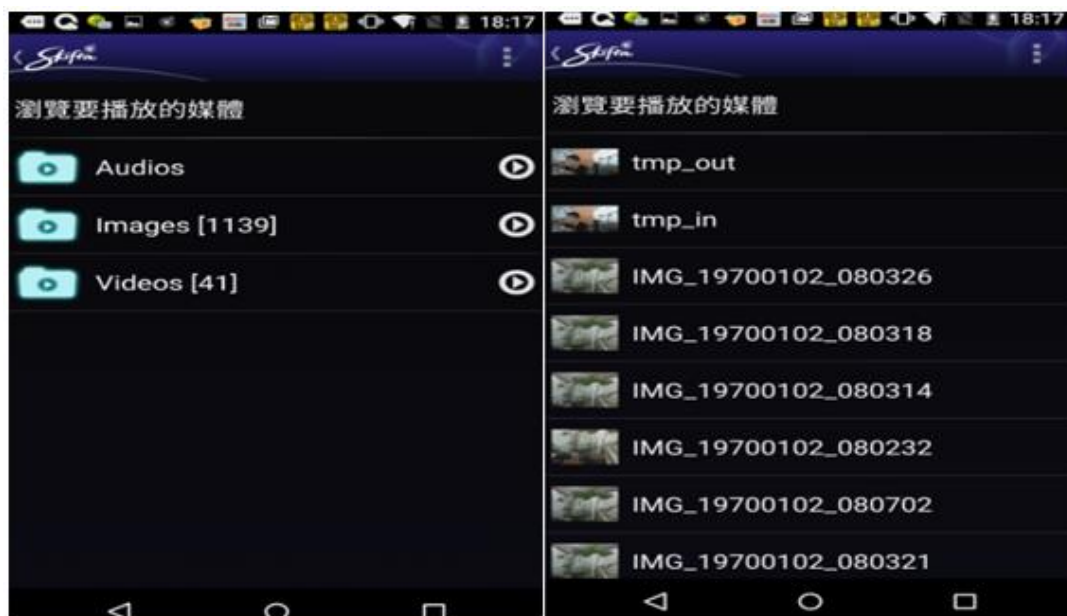 18:17
Skifta
瀏覽要播放的媒體
Audios
Images [1139]
Videos [41]
18:17
Skifta
瀏覽要播放的媒體
tmp_out
tmp_in
IMG_19700102_080326
IMG_19700102_080318
IMG_19700102_080314
IMG_19700102_080232
IMG_19700102_080702
IMG_19700102_080321